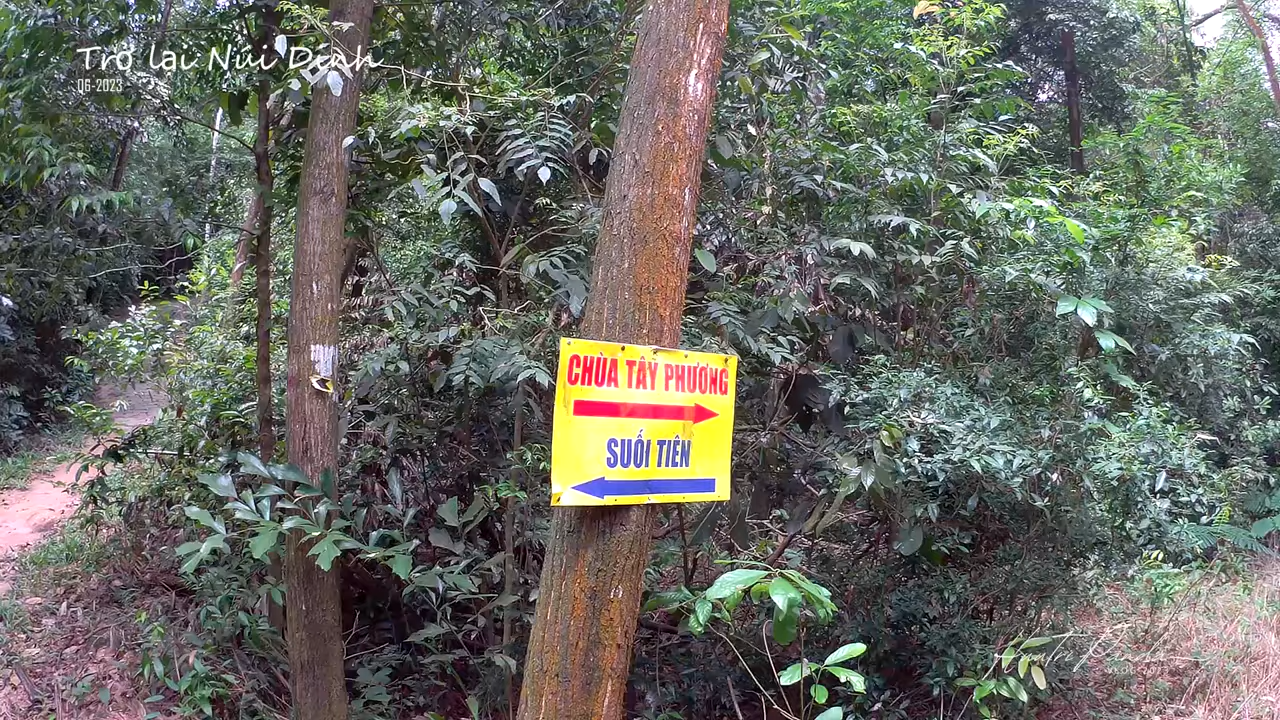 Trở lại Núi Dinh
06-2023
CHÙA TÂY PHƯƠNG
SUỐI TIÊN